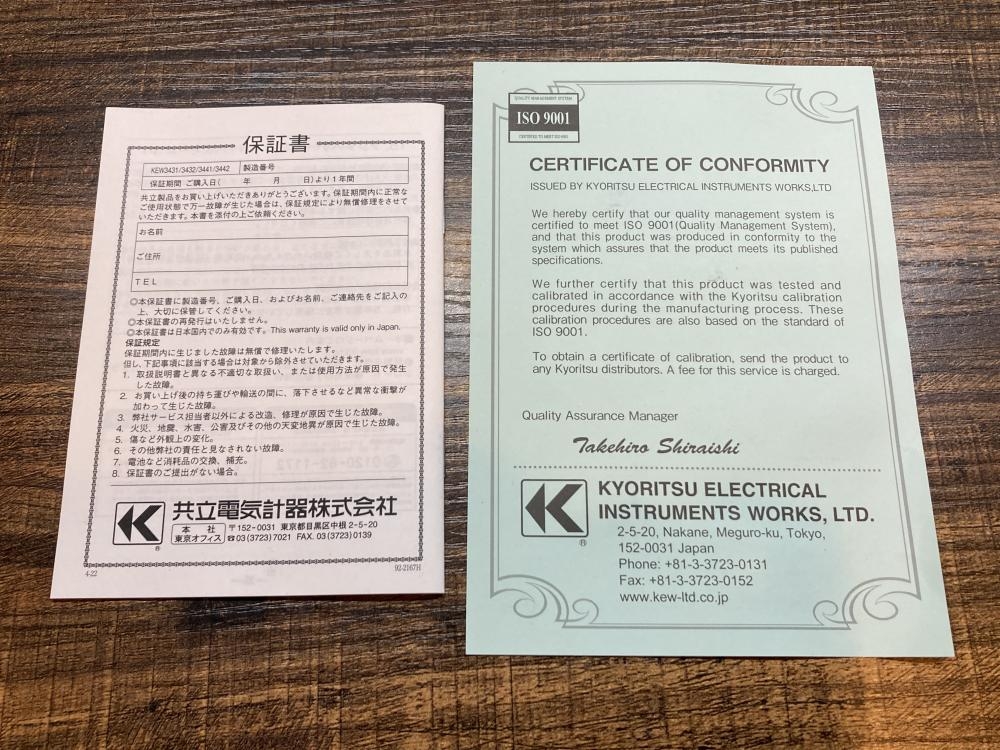 保証書
KEW3431/3432/3441/3442 製造番号
保証期間 ご購入日( 年 月 日)より1年間
共立製品をお買い上げいただきありがとうございます。保証期間内に正常な
ご使用状態で万一故障が生じた場合は、保証規定により無償修理をさせて
いただきます。本書を添付の上ご依頼ください。
お名前
ご住所
TEL
◎本保証書に製造番号、ご購入日、およびお名前、ご連絡先をご記入の
上、大切に保管してください。
◎本保証書の再発行はいたしません。
◎本保証書は日本国内でのみ有効です。This warranty is valid only in Japan.
保証規定
保証期間内に生じました故障は無償で修理いたします。
但し、下記事項に該当する場合は対象から除外させていただきます。
1. 取扱説明書と異なる不適切な取扱い、または使用方法が原因で発生
した故障。
2. お買い上げ後の持ち運びや輸送の間に、落下させるなど異常な衝撃が
加わって生じた故障。
3. 弊社サービス担当者以外による改造、修理が原因で生じた故障。
4. 火災、地震、水害、公害及びその他の天変地異が原因で生じた故障。
5. 傷など外観上の変化。
6. その他弊社の責任と見なされない故障。
7. 電池など消耗品の交換、補充。
8. 保証書のご提出がない場合。
共立電気計器株式会社
本社 〒152-0031 東京都目黒区中根2-5-20
東京オフィス ☎03(3723)7021 FAX.03(3723)0139
4-22 92-2167H
QUALITY MANAGEMENT SYSTEM
ISO 9001
CERTIFIED TO MEET ISO 9001
CERTIFICATE OF CONFORMITY
ISSUED BY KYORITSU ELECTRICAL INSTRUMENTS WORKS,LTD
We hereby certify that our quality management system is
certified to meet ISO 9001(Quality Management System),
and that this product was produced in conformity to the
system which assures that the product meets its published
specifications.
We further certify that this product was tested and
calibrated in accordance with the Kyoritsu calibration
procedures during the manufacturing process. These
calibration procedures are also based on the standard of
ISO 9001.
To obtain a certificate of calibration, send the product to
any Kyoritsu distributors. A fee for this service is charged.
Quality Assurance Manager
Takehiro Shiraishi
KYORITSU ELECTRICAL
INSTRUMENTS WORKS, LTD.
2-5-20, Nakane, Meguro-ku, Tokyo,
152-0031 Japan
Phone: +81-3-3723-0131
Fax: +81-3-3723-0152
www.kew-ltd.co.jp